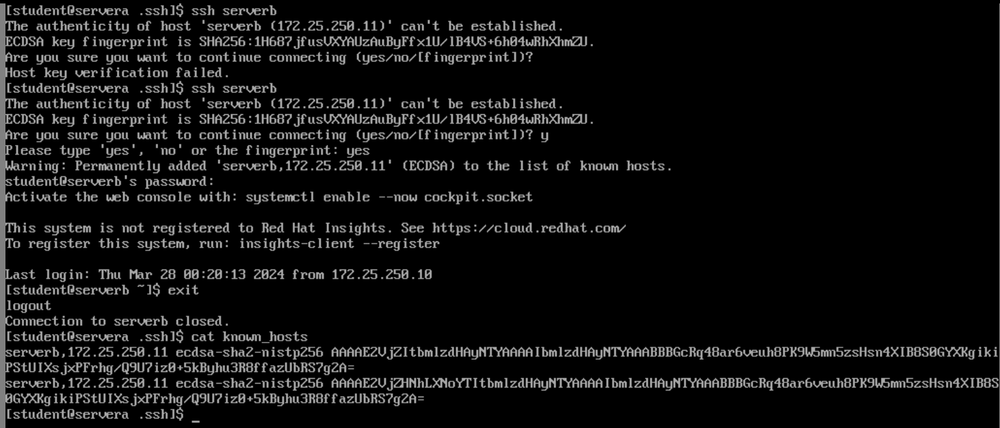 [student@servera .ssh]$ ssh serverb
The authenticity of host 'serverb (172.25.250.11)' can't be established.
ECDSA key fingerprint is SHA256:1H687jfusVXYAUzAuByFfx1U/lB4VS+6h04wRhXhmZU.
Are you sure you want to continue connecting (yes/no/[fingerprint])?
Host key verification failed.
[student@servera .ssh]$ ssh serverb
The authenticity of host 'serverb (172.25.250.11)' can't be established.
ECDSA key fingerprint is SHA256:1H687jfusVXYAUzAuByFfx1U/lB4VS+6h04wRhXhmZU.
Are you sure you want to continue connecting (yes/no/[fingerprint])? y
Please type 'yes', 'no' or the fingerprint: yes
Warning: Permanently added 'serverb,172.25.250.11' (ECDSA) to the list of known hosts.
student@serverb's password:
Activate the web console with: systemctl enable --now cockpit.socket
This system is not registered to Red Hat Insights. See https://cloud.redhat.com/
To register this system, run: insights-client --register
Last login: Thu Mar 28 00:20:13 2024 from 172.25.250.10
[student@serverb ~]$ exit
logout
Connection to serverb closed.
[student@servera .ssh]$ cat known_hosts
serverb,172.25.250.11 ecdsa-sha2-nistp256 AAAAE2VjZItbmlzdHAyNTYAAAAIbmlzdHAyNTYAAABBBGcRq48ar6veuh8PK9W5mn5zsHsn4XIB8S0GYXKgiki
PStUIXsjxPFrhg/Q9U7iz0+5kByhu3R8ffazUbRS7g2A=
serverb,172.25.250.11 ecdsa-sha2-nistp256 AAAAE2VjZHNhLXNoYTItbmlzdHAyNTYAAAAIbmlzdHAyNTYAAABBBGcRq48ar6veuh8PK9W5mn5zsHsn4XIB8S
0GYXKgikiPStUIXsjxPFrhg/Q9U7iz0+5kByhu3R8ffazUbRS7g2A=
[student@servera .ssh]$ _